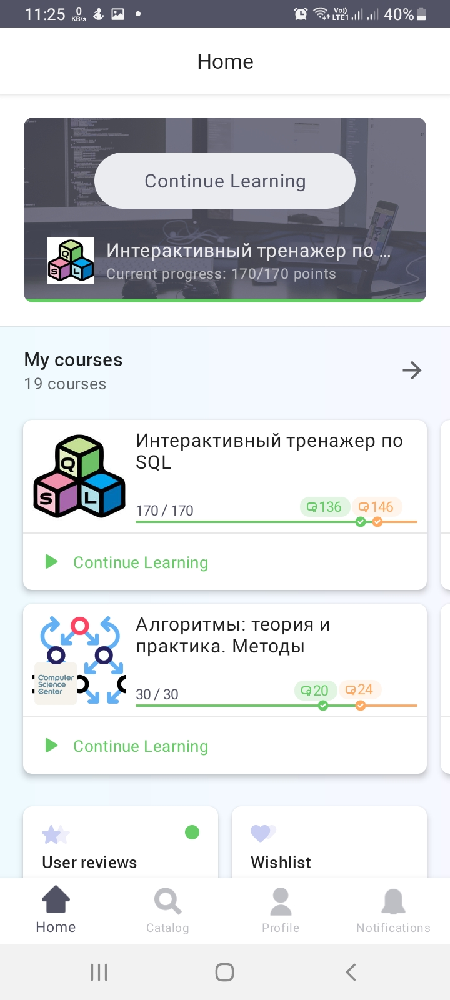 11:25
0
KB/s
Vo))
LTE1
40%
Home
Continue Learning
Интерактивный тренажер по ...
Current progress: 170/170 points
My courses
19 courses
Интерактивный тренажер по
SQL
Q
S
L
170 / 170
136
146
Continue Learning
Алгоритмы: теория и
практика. Методы
Computer
Science
Center
30 / 30
20
24
Continue Learning
User reviews
Wishlist
Home
Catalog
Profile
Notifications